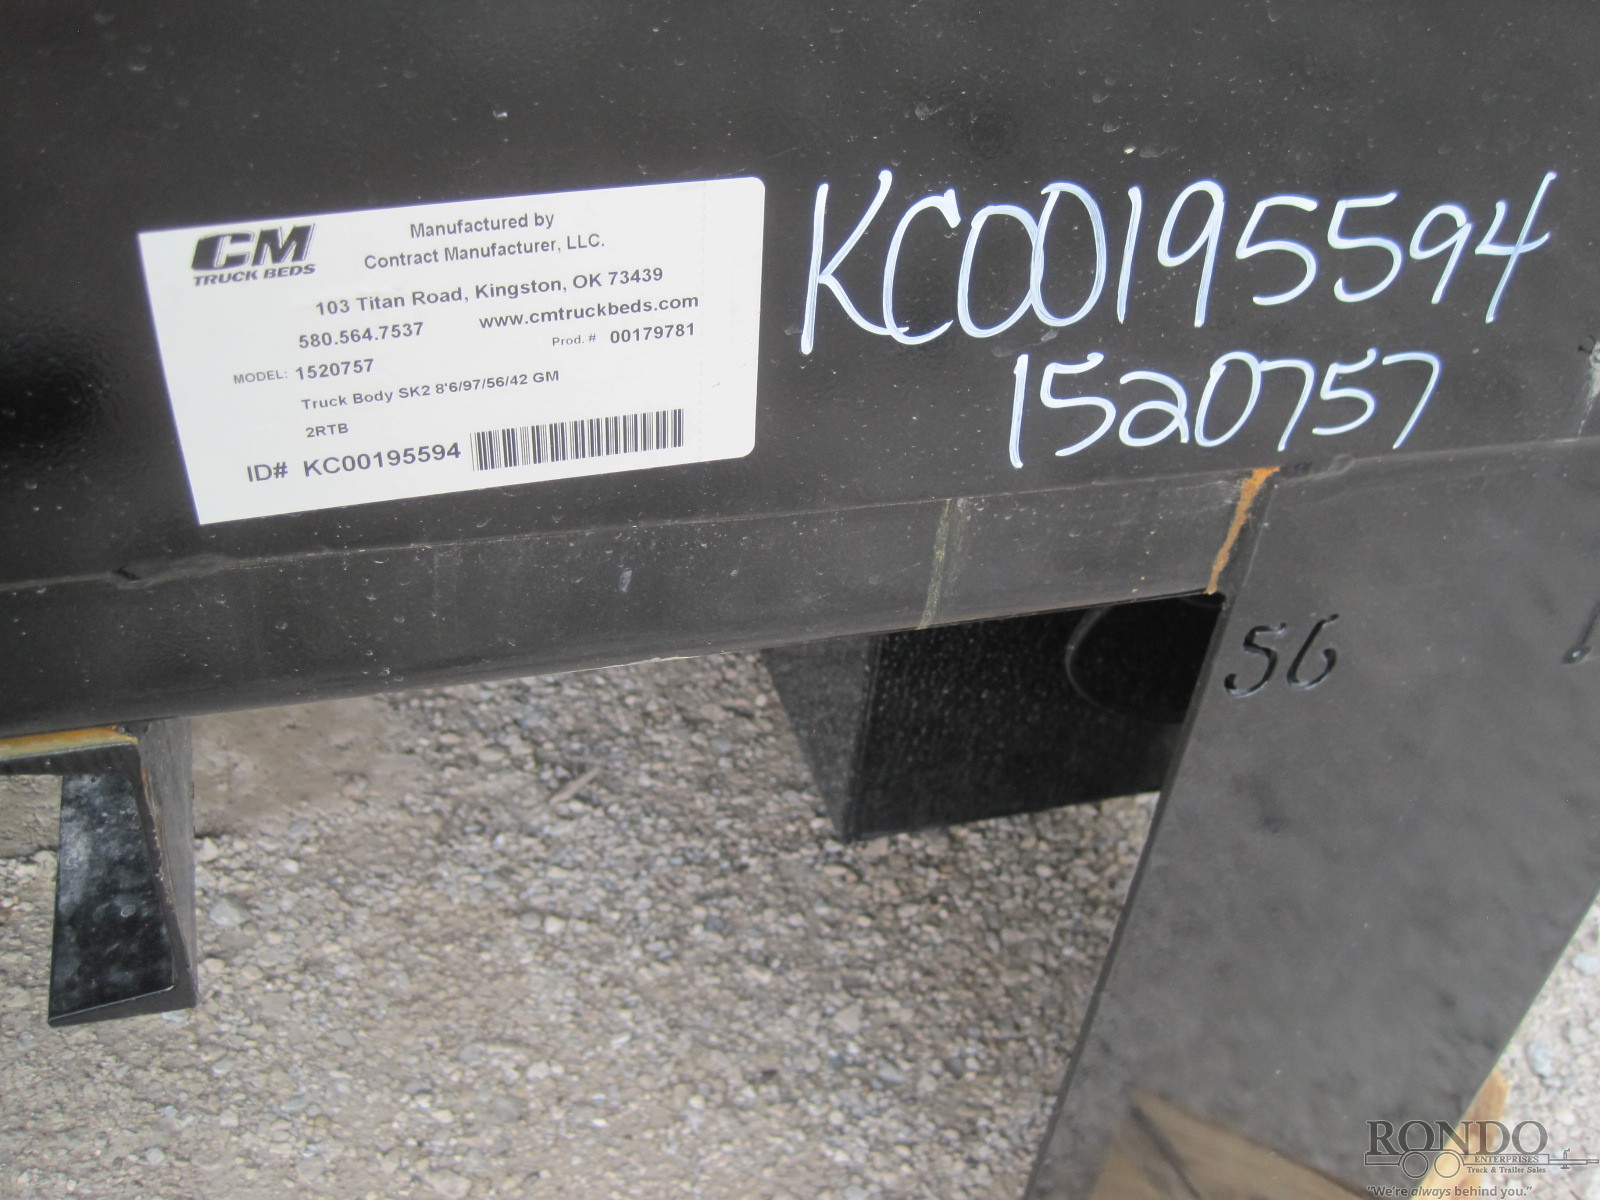 CM
TRUCK BEDS
Manufactured by
Contract Manufacturer, LLC.
103 Titan Road, Kingston, OK 73439
580.564.7537 www.cmtruckbeds.com
Prod. # 00179781
MODEL: 1520757
Truck Body SK2 8'6/97/56/42 GM
2RTB
ID# KC00195594
KC00195594
1520757
56
RONDO
ENTERPRISES
Truck & Trailer Sales
"We're always behind you."